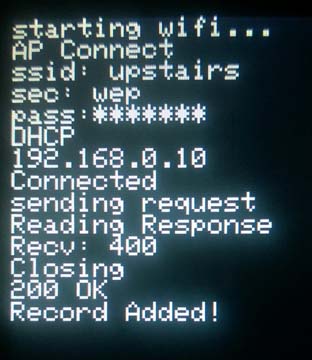 starting wifi...
AP Connect
ssid: upstairs
sec: wep
pass:*******
DHCP
192.168.0.10
Connected
sending request
Reading Response
Recv: 400
Closing
200 OK
Record Added!